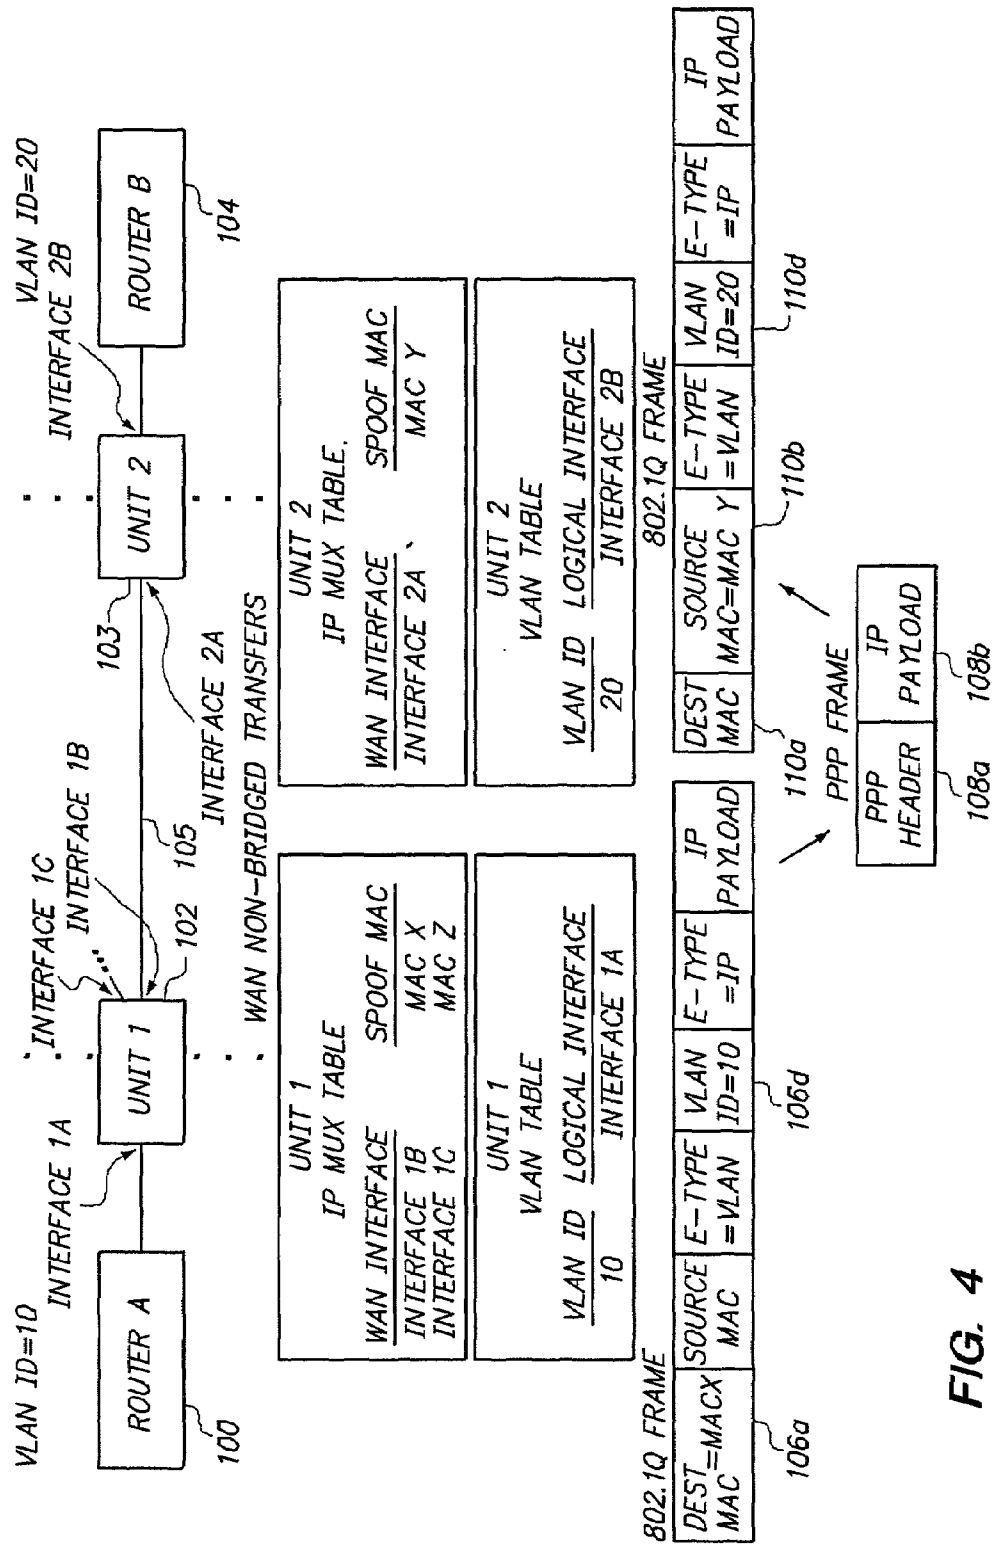 VLAN ID=10
INTERFACE 1A
INTERFACE 1C
INTERFACE 1B
VLAN ID=20
INTERFACE 2B
ROUTER A
UNIT 1
UNIT 2
ROUTER B
100
102
105
103
104
INTERFACE 2A
WAN NON-BRIDGED TRANSFERS
UNIT 1
IP MUX TABLE
WAN INTERFACE SPOOF MAC
INTERFACE 1B MAC X
INTERFACE 1C MAC Z
UNIT 2
IP MUX TABLE.
WAN INTERFACE SPOOF MAC
INTERFACE 2A MAC Y
UNIT 1
VLAN TABLE
VLAN ID LOGICAL INTERFACE
10 INTERFACE 1A
UNIT 2
VLAN TABLE
VLAN ID LOGICAL INTERFACE
20 INTERFACE 2B
802.1Q FRAME
DEST MAC =MACX
SOURCE MAC
E-TYPE =VLAN
VLAN ID=10
E-TYPE =IP
IP PAYLOAD
106a
106d
802.1Q FRAME
DEST MAC
SOURCE MAC=MAC Y
E-TYPE =VLAN
VLAN ID=20
E-TYPE =IP
IP PAYLOAD
110a
110b
110d
PPP FRAME
PPP HEADER
IP PAYLOAD
108a
108b
FIG. 4